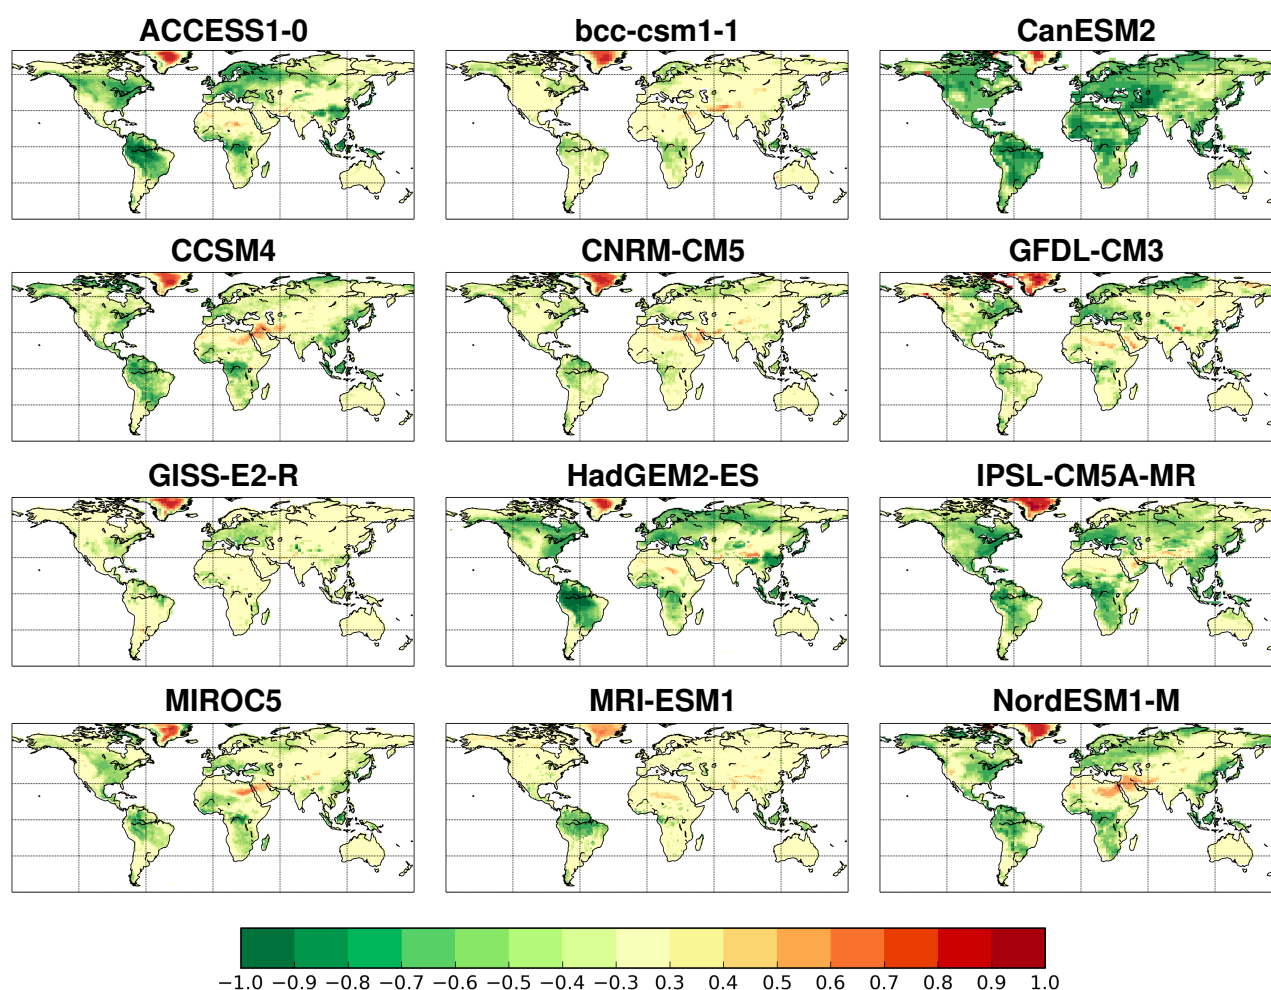 ACCESS1-0 bcc-csm1-1 CanESM2
CCSM4 CNRM-CM5 GFDL-CM3
GISS-E2-R HadGEM2-ES IPSL-CM5A-MR
MIROC5 MRI-ESM1 NordESM1-M
−1.0 −0.9 −0.8 −0.7 −0.6 −0.5 −0.4 −0.3 0.3 0.4 0.5 0.6 0.7 0.8 0.9 1.0